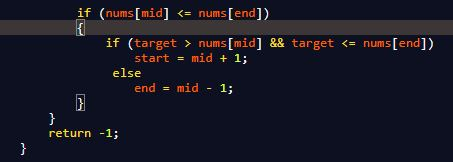 if (nums[mid] <= nums[end])
{
if (target > nums[mid] && target <= nums[end])
start = mid + 1;
else
end = mid - 1;
}
}
return -1;
}